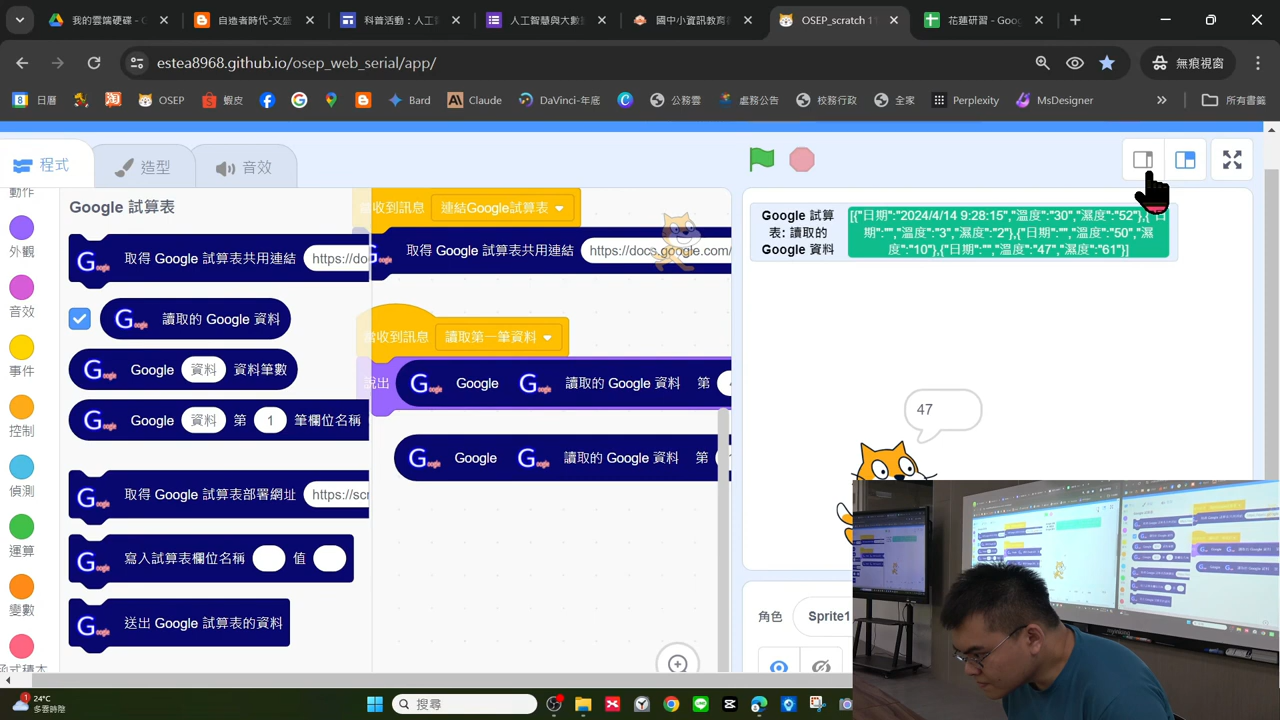 我的雲端硬碟 - G
自造者時代-文盛
科普活動：人工
人工智慧與大數
國中小資訊教育
OSEP_scratch 1
花蓮研習 - Goo
estea8968.github.io/osep_web_serial/app/
無痕視窗
日曆
OSEP
蝦皮
Bard
Claude
DaVinci-年底
公務雲
處務公告
校務行政
全家
Perplexity
MsDesigner
所有書籤
程式
造型
音效
動作
外觀
音效
事件
控制
偵測
運算
變數
函式積木
Google 試算表
取得 Google 試算表共用連結 https://do
讀取的 Google 資料
Google 資料 資料筆數
Google 資料 第 1 筆欄位名稱
取得 Google 試算表部署網址 https://scr
寫入試算表欄位名稱 值
送出 Google 試算表的資料
收到訊息 連結Google試算表
取得 Google 試算表共用連結 https://docs.google.com/
當收到訊息 讀取第一筆資料
說出 Google 讀取的 Google 資料 第
Google 讀取的 Google 資料 第
Google 試算表: 讀取的 Google 資料
[{"日期":"2024/4/14 9:28:15","溫度":"30","濕度":"52"},{"日
期":"","溫度":"3","濕度":"2"},{"日期":"","溫度":"50","濕
度":"10"},{"日期":"","溫度":"47","濕度":"61"}]
47
角色
Sprite1
24°C
多雲時陰
搜尋